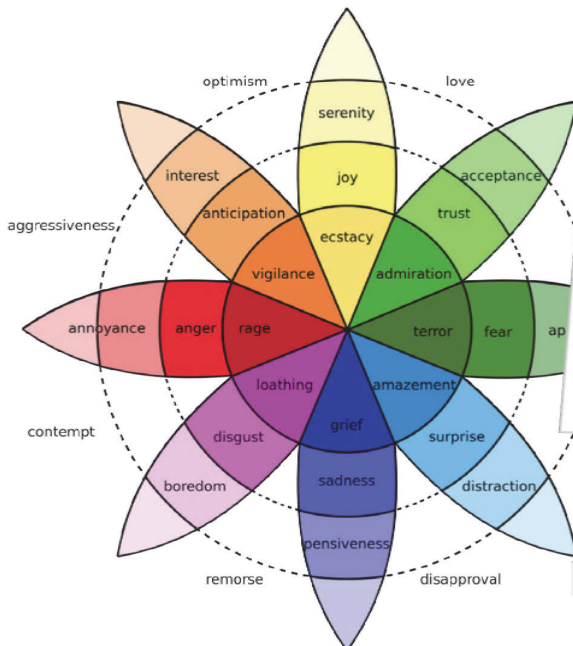 optimism
love
serenity
interest
acceptance
joy
anticipation
trust
aggressiveness
ecstacy
vigilance
admiration
annoyance
anger
rage
terror
fear
ap
loathing
amazement
contempt
grief
disgust
surprise
boredom
sadness
distraction
pensiveness
remorse
disapproval